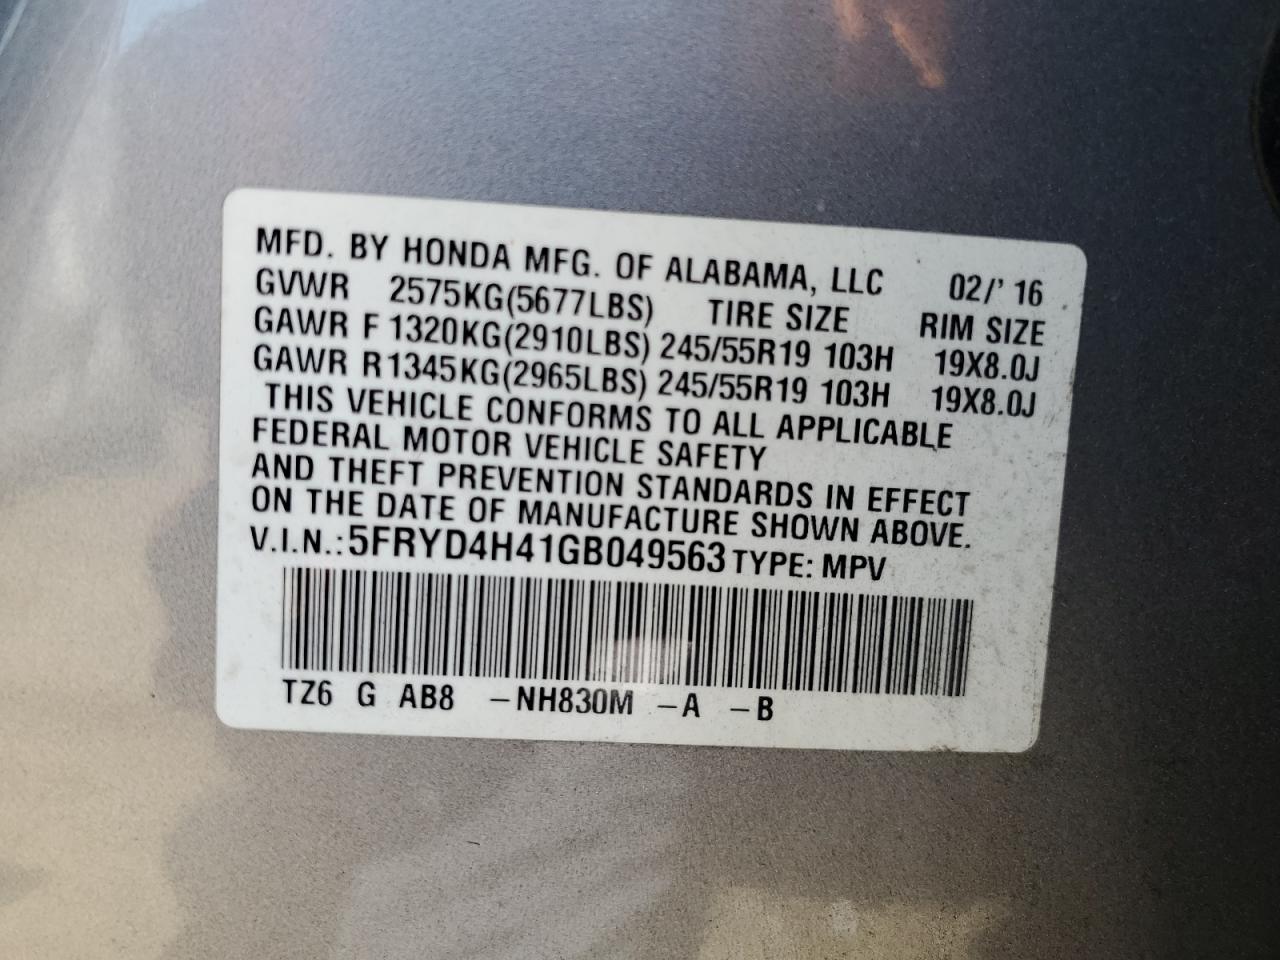 MFD. BY HONDA MFG. OF ALABAMA, LLC 02/' 16
GVWR 2575KG(5677LBS) TIRE SIZE RIM SIZE
GAWR F 1320KG(2910LBS) 245/55R19 103H 19X8.0J
GAWR R1345KG(2965LBS) 245/55R19 103H 19X8.0J
THIS VEHICLE CONFORMS TO ALL APPLICABLE
FEDERAL MOTOR VEHICLE SAFETY
AND THEFT PREVENTION STANDARDS IN EFFECT
ON THE DATE OF MANUFACTURE SHOWN ABOVE.
V.I.N.: 5FRYD4H41GB049563 TYPE: MPV
TZ6 G AB8 –NH830M –A –B